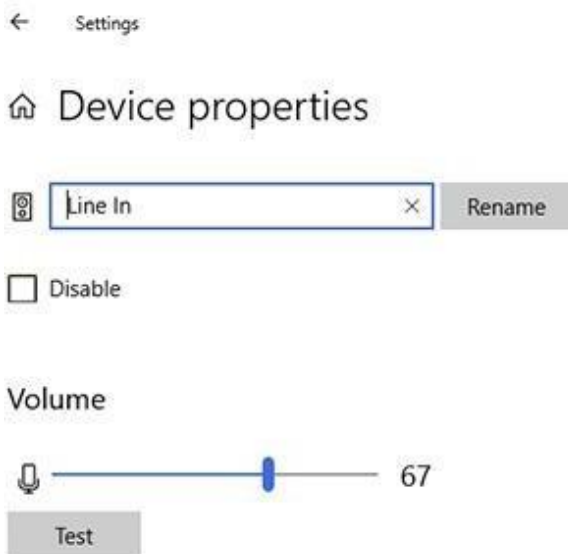 Settings
Device properties
Line In
Rename
Disable
Volume
67
Test